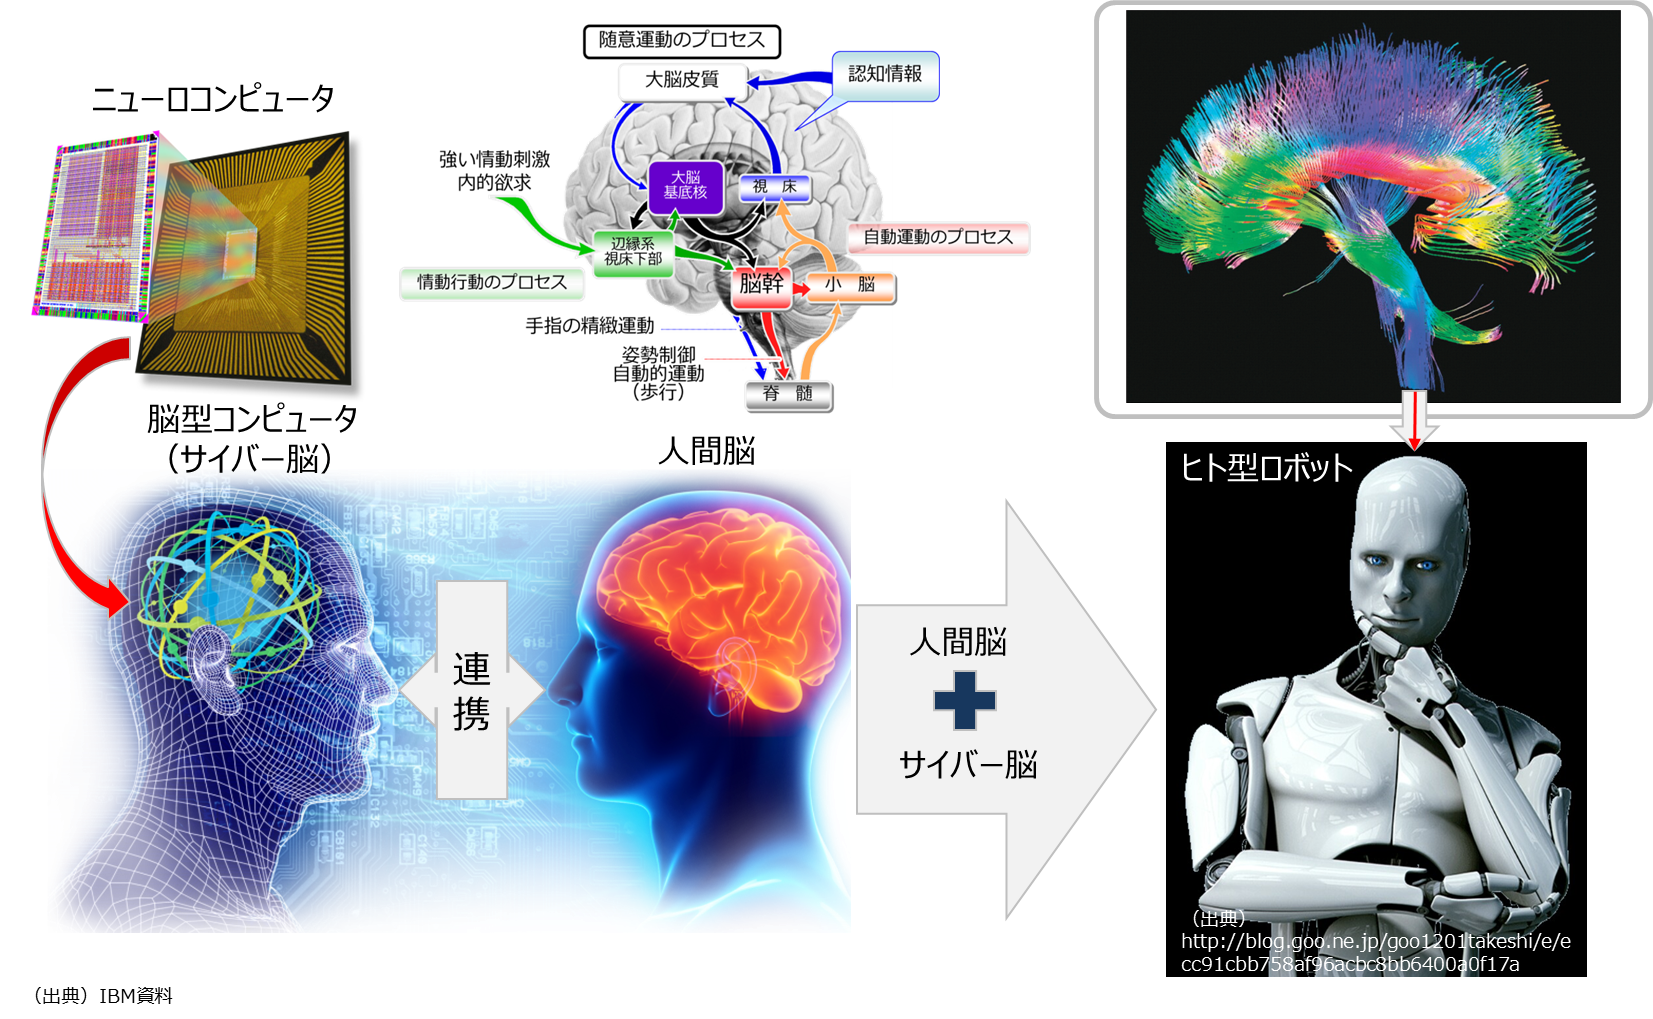 ニューロコンピュータ
脳型コンピュータ
（サイバー脳）
随意運動のプロセス
大脳皮質
認知情報
強い情動刺激
内的欲求
大脳
基底核
視　床
辺縁系
視床下部
自動運動のプロセス
情動行動のプロセス
脳幹
小　脳
手指の精緻運動
姿勢制御
自動的運動
（歩行）
脊　髄
人間脳
連
携
人間脳
サイバー脳
ヒト型ロボット
（出典）
http://blog.goo.ne.jp/goo1201takeshi/e/e
cc91cbb758af96acbc8bb6400a0f17a
（出典）IBM資料